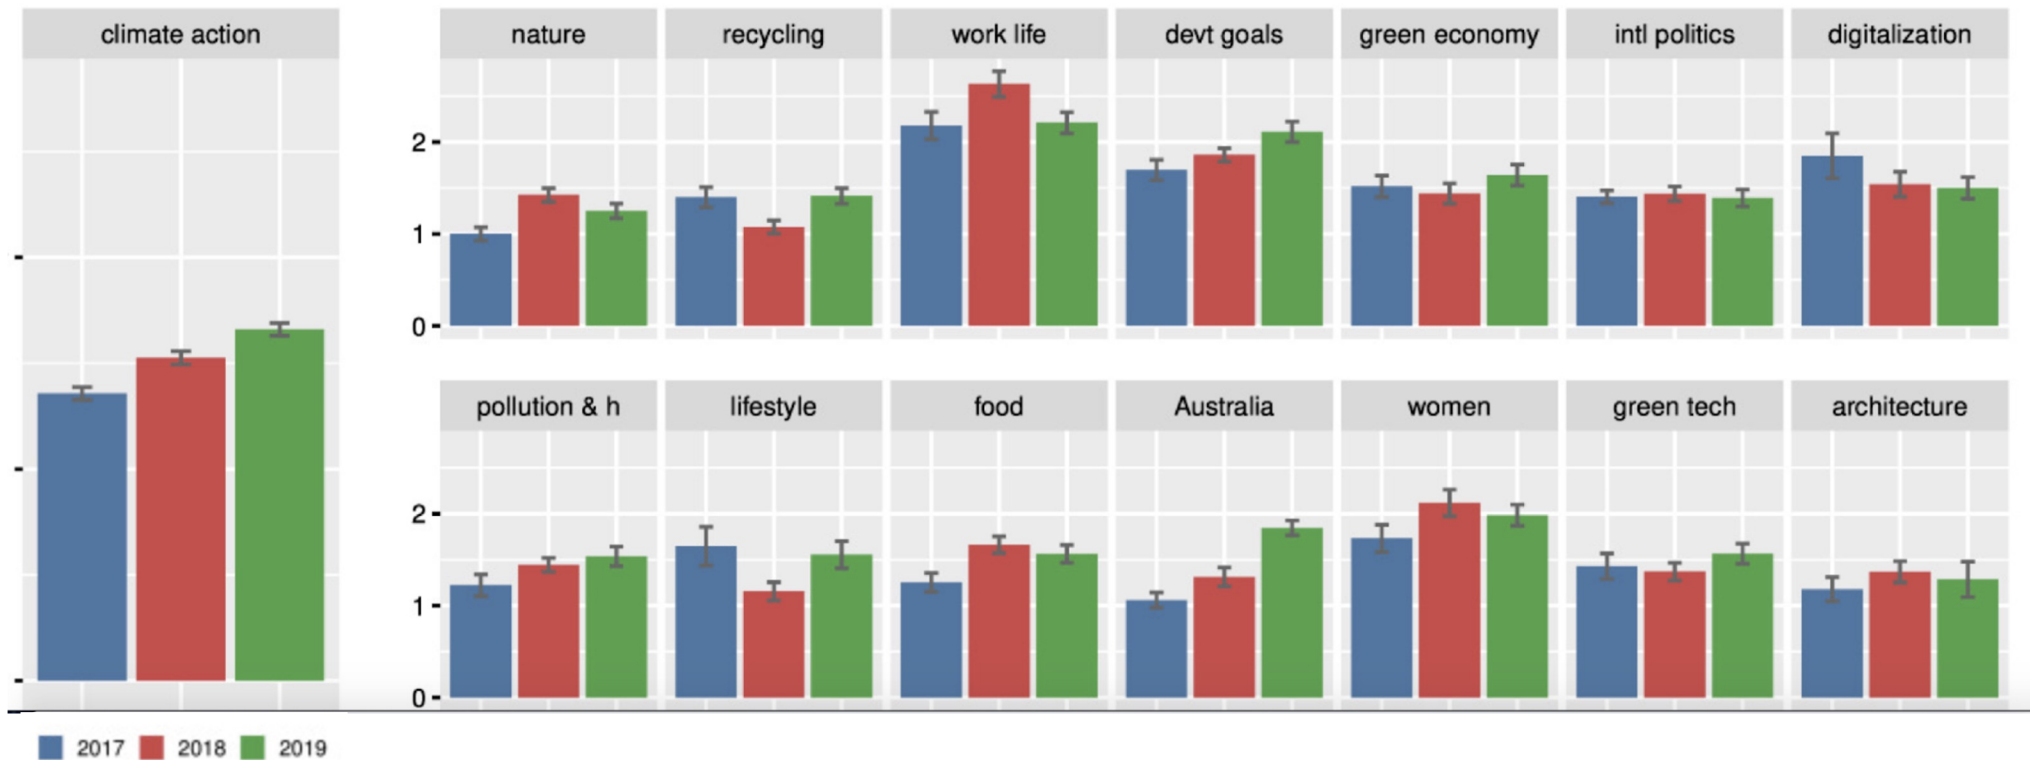 climate action
nature recycling work life devt goals green economy intl politics digitalization
2
1
0
pollution & h lifestyle food Australia women green tech architecture
2
1
0
2017 2018 2019